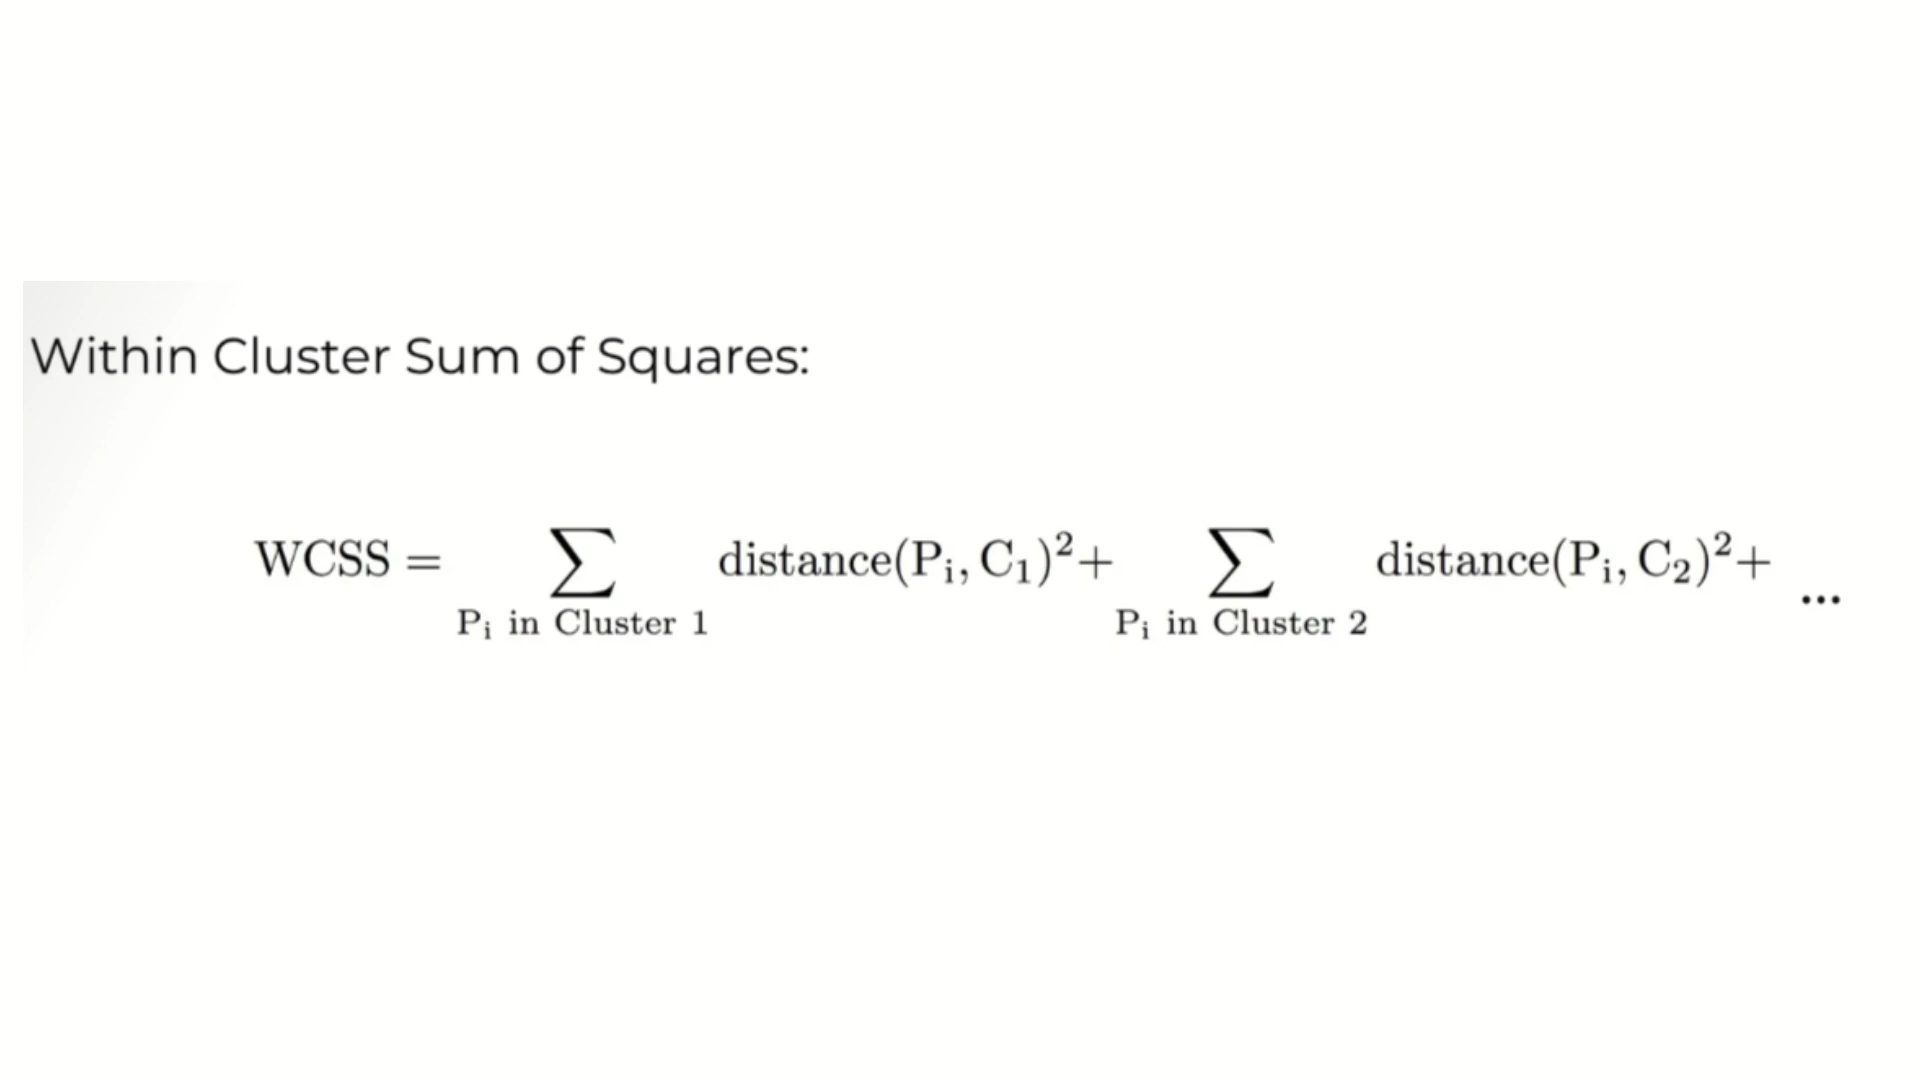 Within Cluster Sum of Squares:
WCSS = ∑ distance(Pᵢ, C₁)² + ∑ distance(Pᵢ, C₂)² + ...
Pᵢ in Cluster 1 Pᵢ in Cluster 2